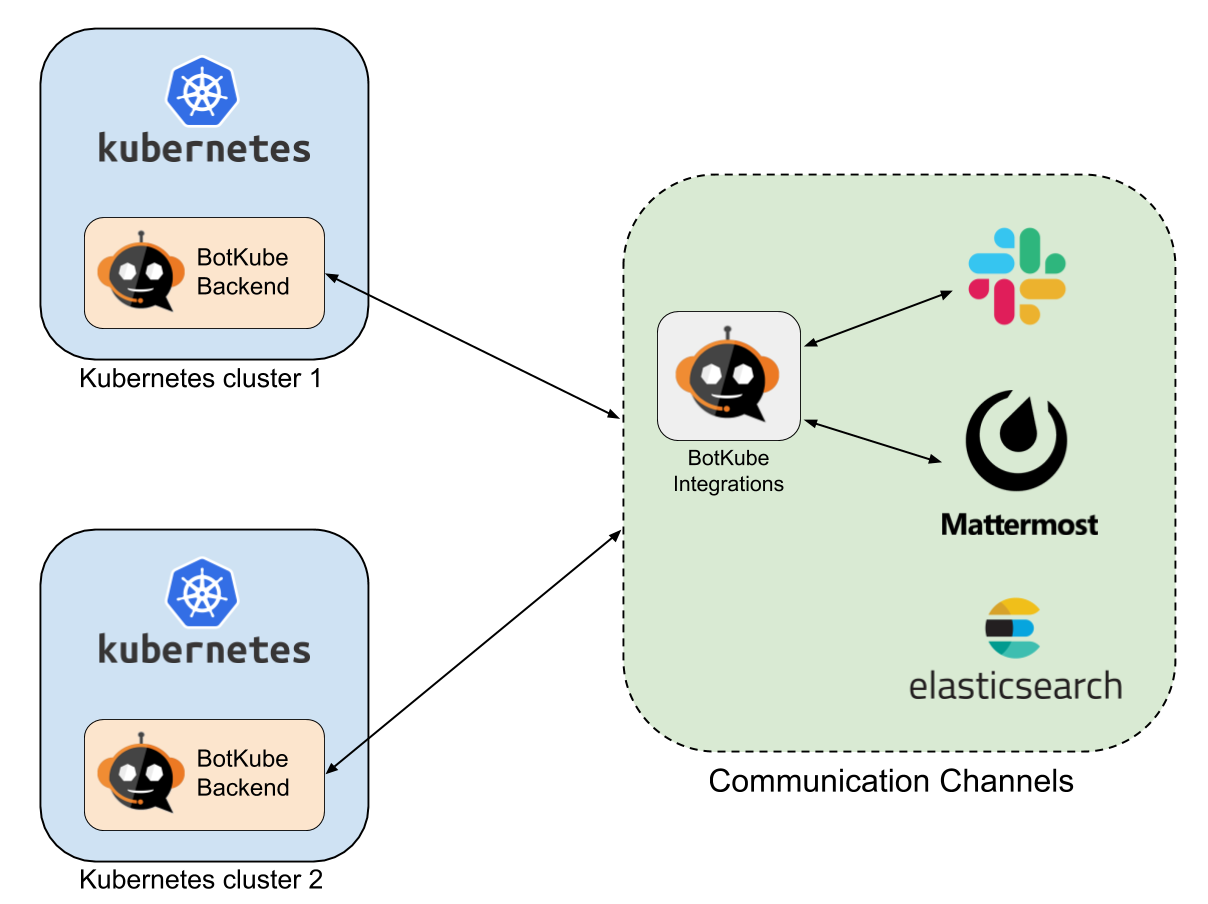 kubernetes
BotKube
Backend
Kubernetes cluster 1
BotKube
Integrations
Mattermost
elasticsearch
Communication Channels
kubernetes
BotKube
Backend
Kubernetes cluster 2